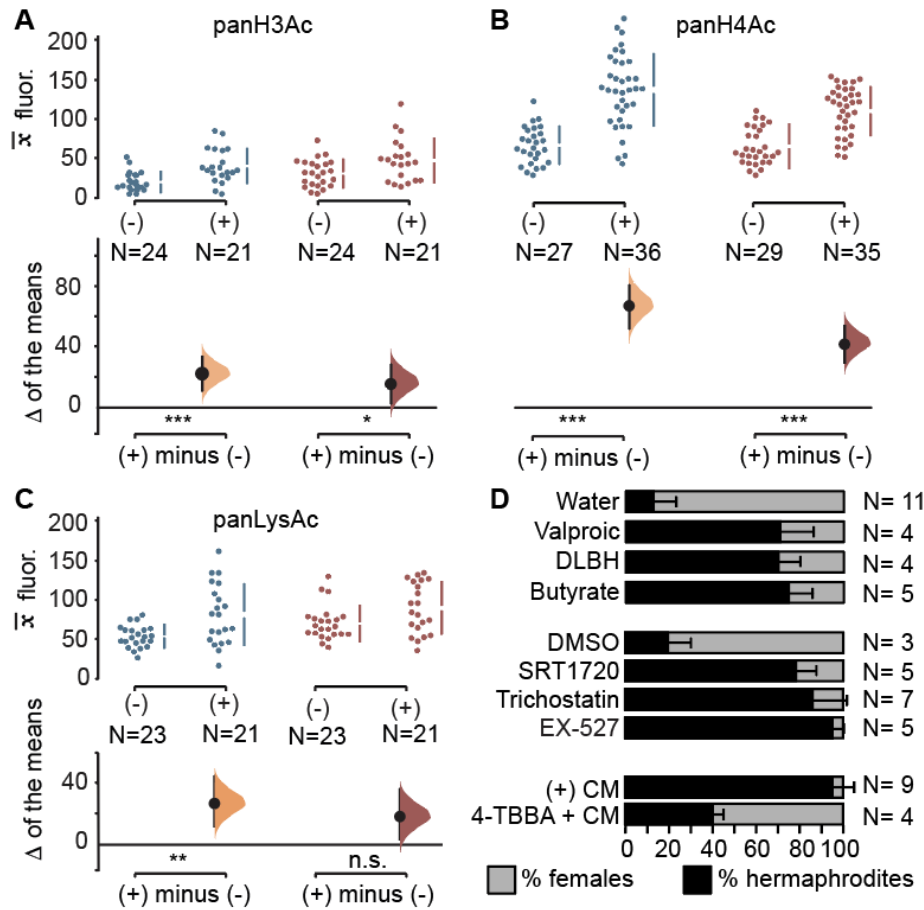 A
panH3Ac
x̅ fluor.
200
150
100
50
0
(-) (+) (-) (+)
N=24 N=21 N=24 N=21
Δ of the means
80
40
0
*** *
(+) minus (-) (+) minus (-)
B
panH4Ac
(-) (+) (-) (+)
N=27 N=36 N=29 N=35
*** ***
(+) minus (-) (+) minus (-)
C
panLysAc
x̅ fluor.
200
150
100
50
0
(-) (+) (-) (+)
N=23 N=21 N=23 N=21
Δ of the means
40
0
** n.s.
(+) minus (-) (+) minus (-)
D
Water N= 11
Valproic N= 4
DLBH N= 4
Butyrate N= 5
DMSO N= 3
SRT1720 N= 5
Trichostatin N= 7
EX-527 N= 5
(+) CM N= 9
4-TBBA + CM N= 4
0 20 40 60 80 100
% females % hermaphrodites